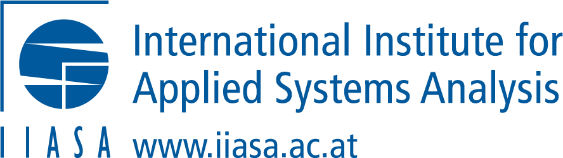 International Institute for
Applied Systems Analysis
IIASA www.iiasa.ac.at